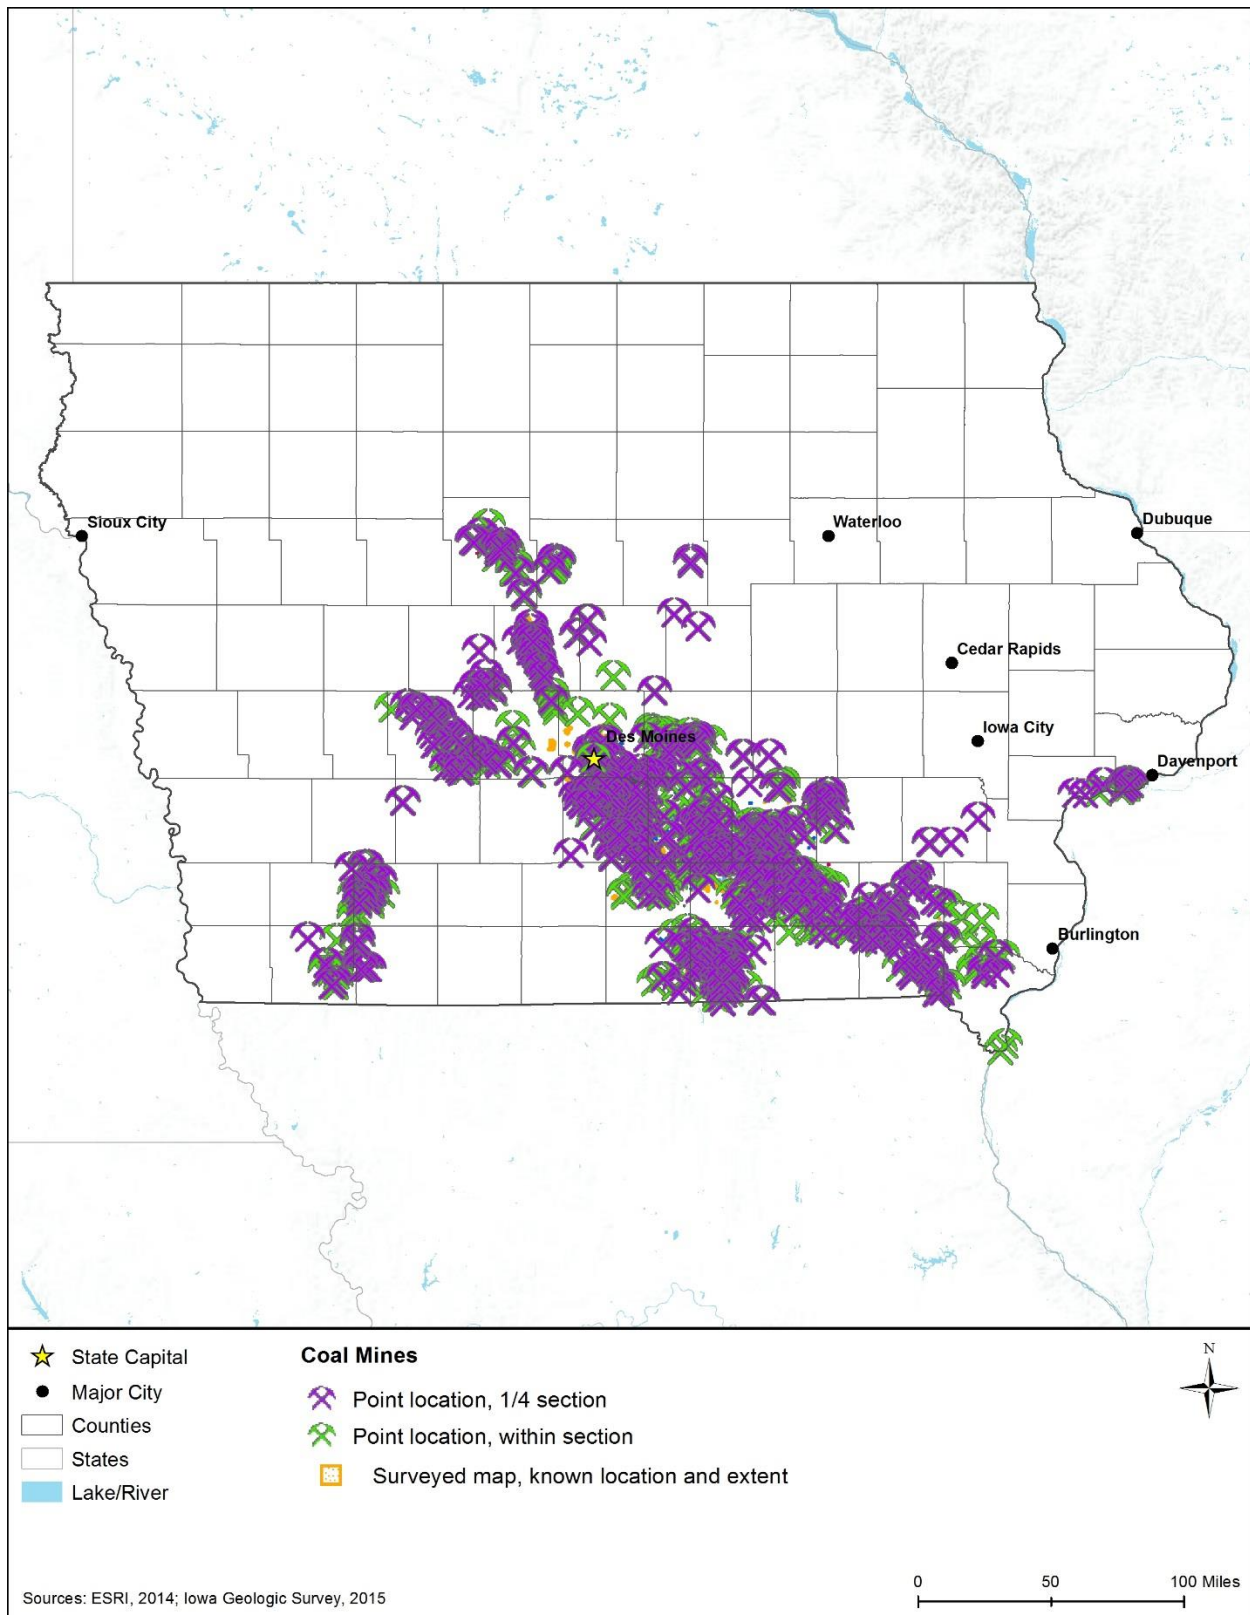 Sioux City
Waterloo
Dubuque
Cedar Rapids
Iowa City
Des Moines
Davenport
Burlington
State Capital
Major City
Counties
States
Lake/River
Coal Mines
Point location, 1/4 section
Point location, within section
Surveyed map, known location and extent
N
Sources: ESRI, 2014; Iowa Geologic Survey, 2015
0 50 100 Miles